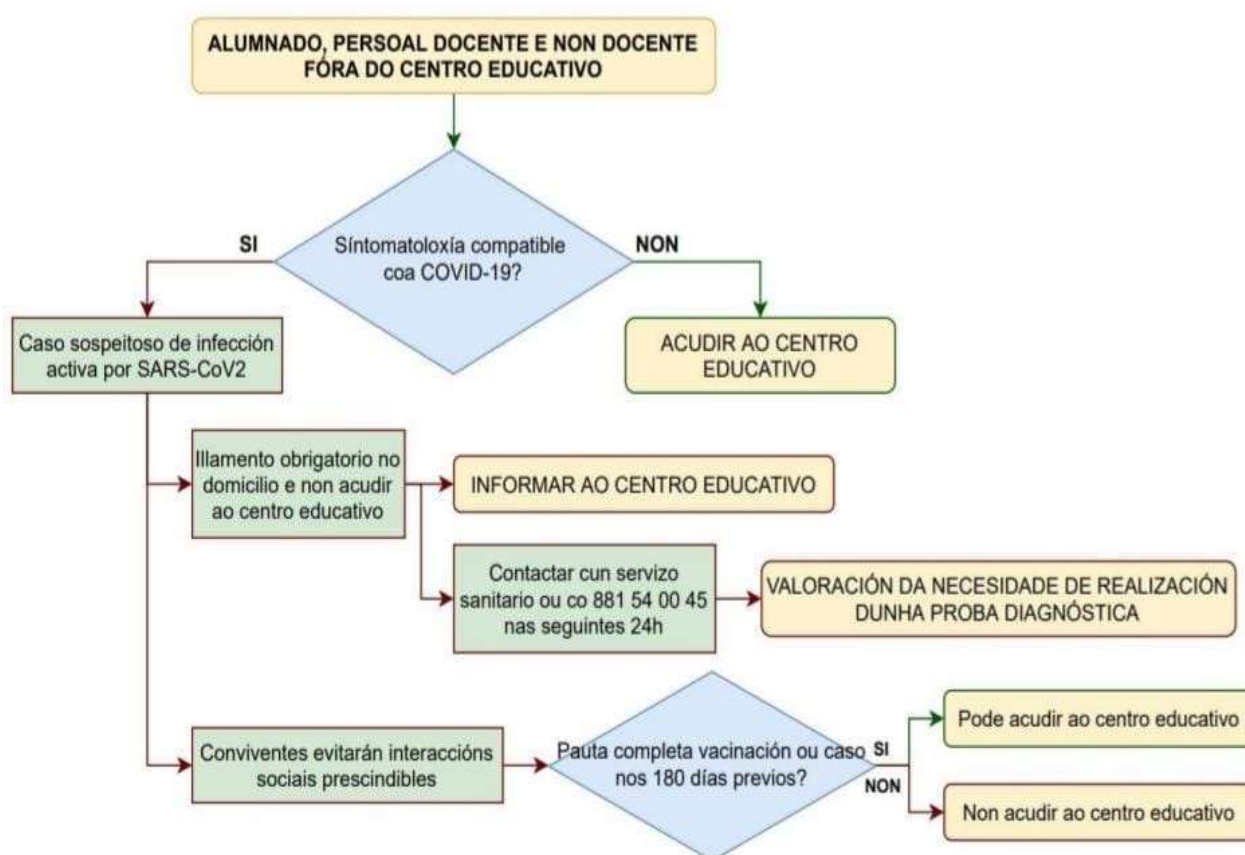 ALUMNADO, PERSOAL DOCENTE E NON DOCENTE
FÓRA DO CENTRO EDUCATIVO
Síntomatoloxía compatible
coa COVID-19?
SI
NON
Caso sospeitoso de infección
activa por SARS-CoV2
ACUDIR AO CENTRO
EDUCATIVO
Illamento obrigatorio no
domicilio e non acudir
ao centro educativo
INFORMAR AO CENTRO EDUCATIVO
Contactar cun servizo
sanitario ou co 881 54 00 45
nas seguintes 24h
VALORACIÓN DA NECESIDADE DE REALIZACIÓN
DUNHA PROBA DIAGNÓSTICA
Conviventes evitarán interaccións
sociais prescindibles
Pauta completa vacinación ou caso
nos 180 días previos?
SI
NON
Pode acudir ao centro educativo
Non acudir ao centro educativo